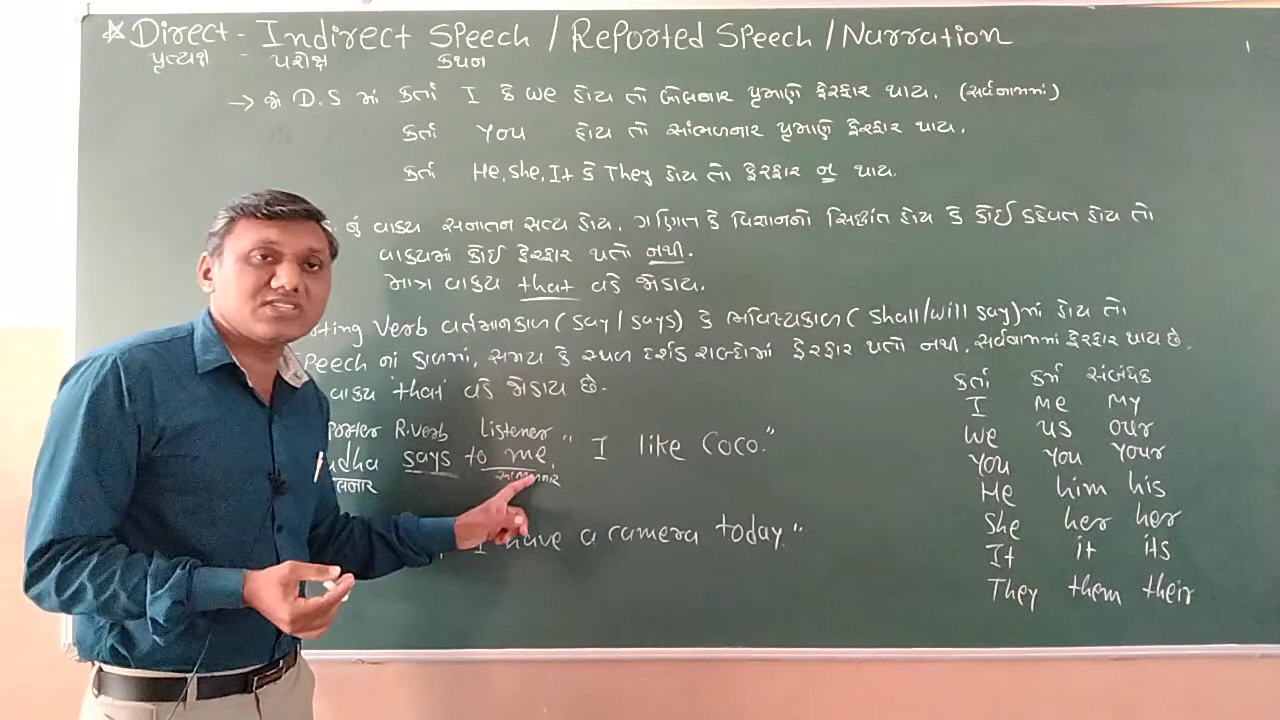 * Direct - Indirect Speech / Reported Speech / Narration
પ્રત્યક્ષ - પરોક્ષ કથન
→ જો D.S માં કર્તા I કે we હોય તો બોલનાર પ્રમાણે ફેરફાર થાય. (સર્વનામમાં)
કર્તા You હોય તો સાંભળનાર પ્રમાણે ફેરફાર થાય.
કર્તા He, she, It કે They હોય તો ફેરફાર ન થાય.
નું વાક્ય સનાતન સત્ય હોય, ગણિત કે વિજ્ઞાનનો સિદ્ધાંત હોય કે કોઈ કહેવત હોય તો
વાક્યમાં કોઈ ફેરફાર થતો નથી.
માત્ર વાક્ય that વડે જોડાય.
rting Verb વર્તમાનકાળ (say / says) કે ભવિષ્યકાળ (shall/will say) માં હોય તો
speech નાં કાળમાં, સમય કે સ્થળ દર્શક શબ્દોમાં ફેરફાર થતો નથી. સર્વનામમાં ફેરફાર થાય છે.
વાક્ય 'that' વડે જોડાય છે.
porter R.Verb Listener
udha says to me, "I like Coco."
લનાર સાંભળનાર
I have a camera today."
કર્તા કર્મ સંબંધક
I me my
we us our
You You Your
He him his
She her her
It it its
They them their